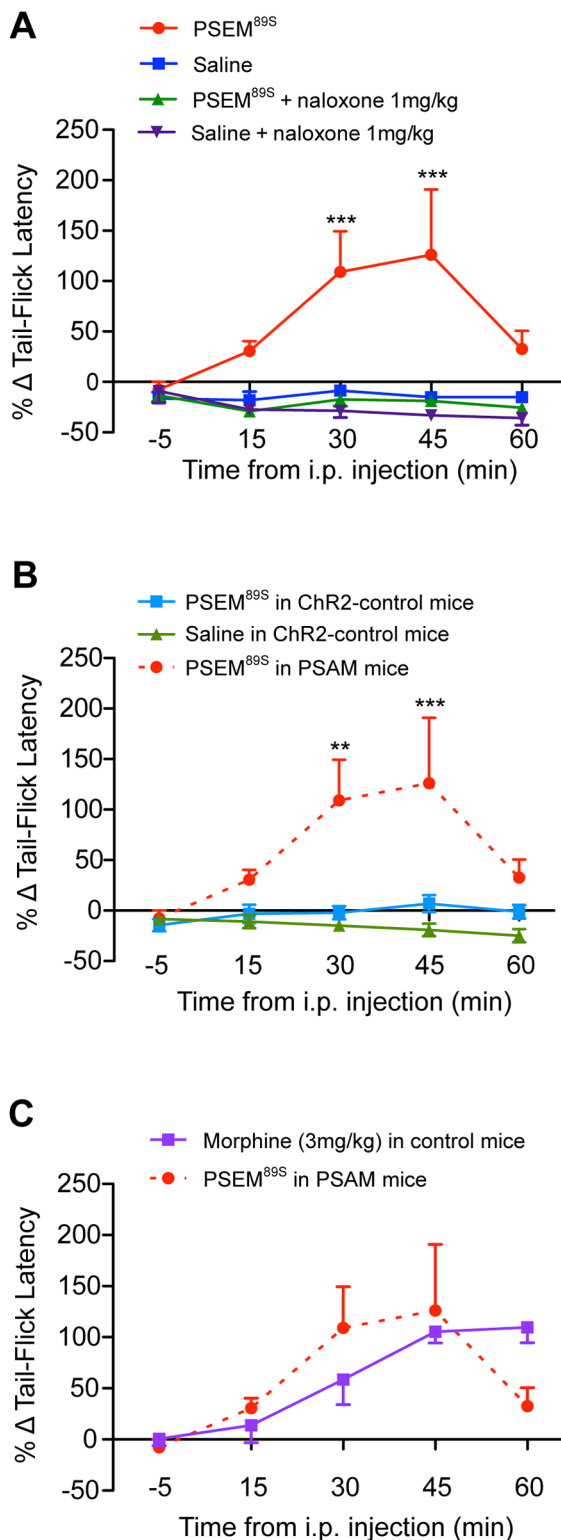 A
PSEM⁸⁹ˢ
Saline
PSEM⁸⁹ˢ + naloxone 1mg/kg
Saline + naloxone 1mg/kg
250
200
150
100
50
0
-50
% Δ Tail-Flick Latency
***
***
-5 15 30 45 60
Time from i.p. injection (min)
B
PSEM⁸⁹ˢ in ChR2-control mice
Saline in ChR2-control mice
PSEM⁸⁹ˢ in PSAM mice
250
200
150
100
50
0
-50
% Δ Tail-Flick Latency
**
***
-5 15 30 45 60
Time from i.p. injection (min)
C
Morphine (3mg/kg) in control mice
PSEM⁸⁹ˢ in PSAM mice
250
200
150
100
50
0
-50
% Δ Tail-Flick Latency
-5 15 30 45 60
Time from i.p. injection (min)